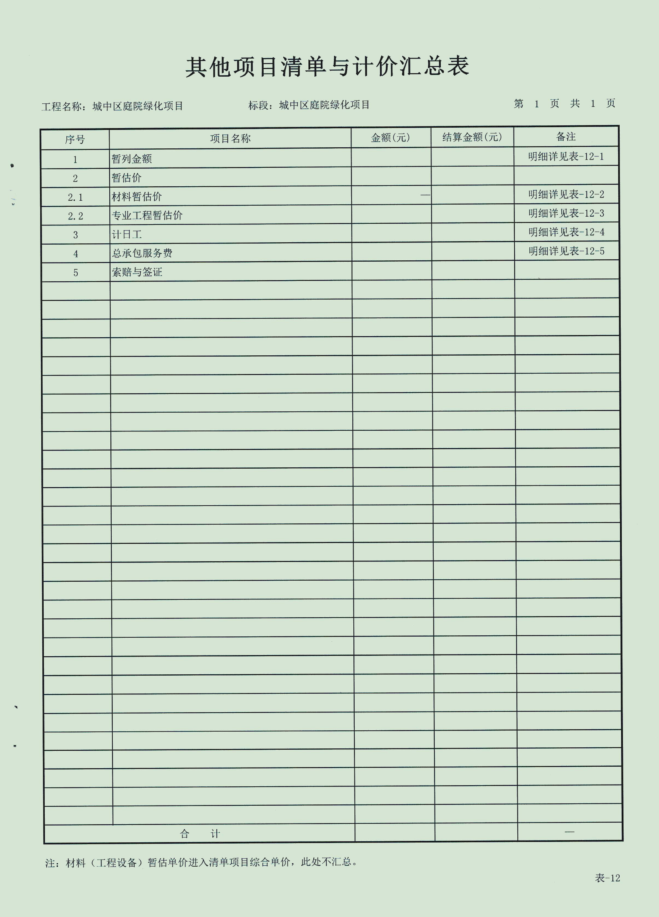 其他项目清单与计价汇总表
工程名称：城中区庭院绿化项目 标段：城中区庭院绿化项目 第 1 页 共 1 页
序号 项目名称 金额(元) 结算金额(元) 备注
1 暂列金额 明细详见表-12-1
2 暂估价
2.1 材料暂估价 — 明细详见表-12-2
2.2 专业工程暂估价 明细详见表-12-3
3 计日工 明细详见表-12-4
4 总承包服务费 明细详见表-12-5
5 索赔与签证
合 计 —
注：材料（工程设备）暂估单价进入清单项目综合单价，此处不汇总。
表-12